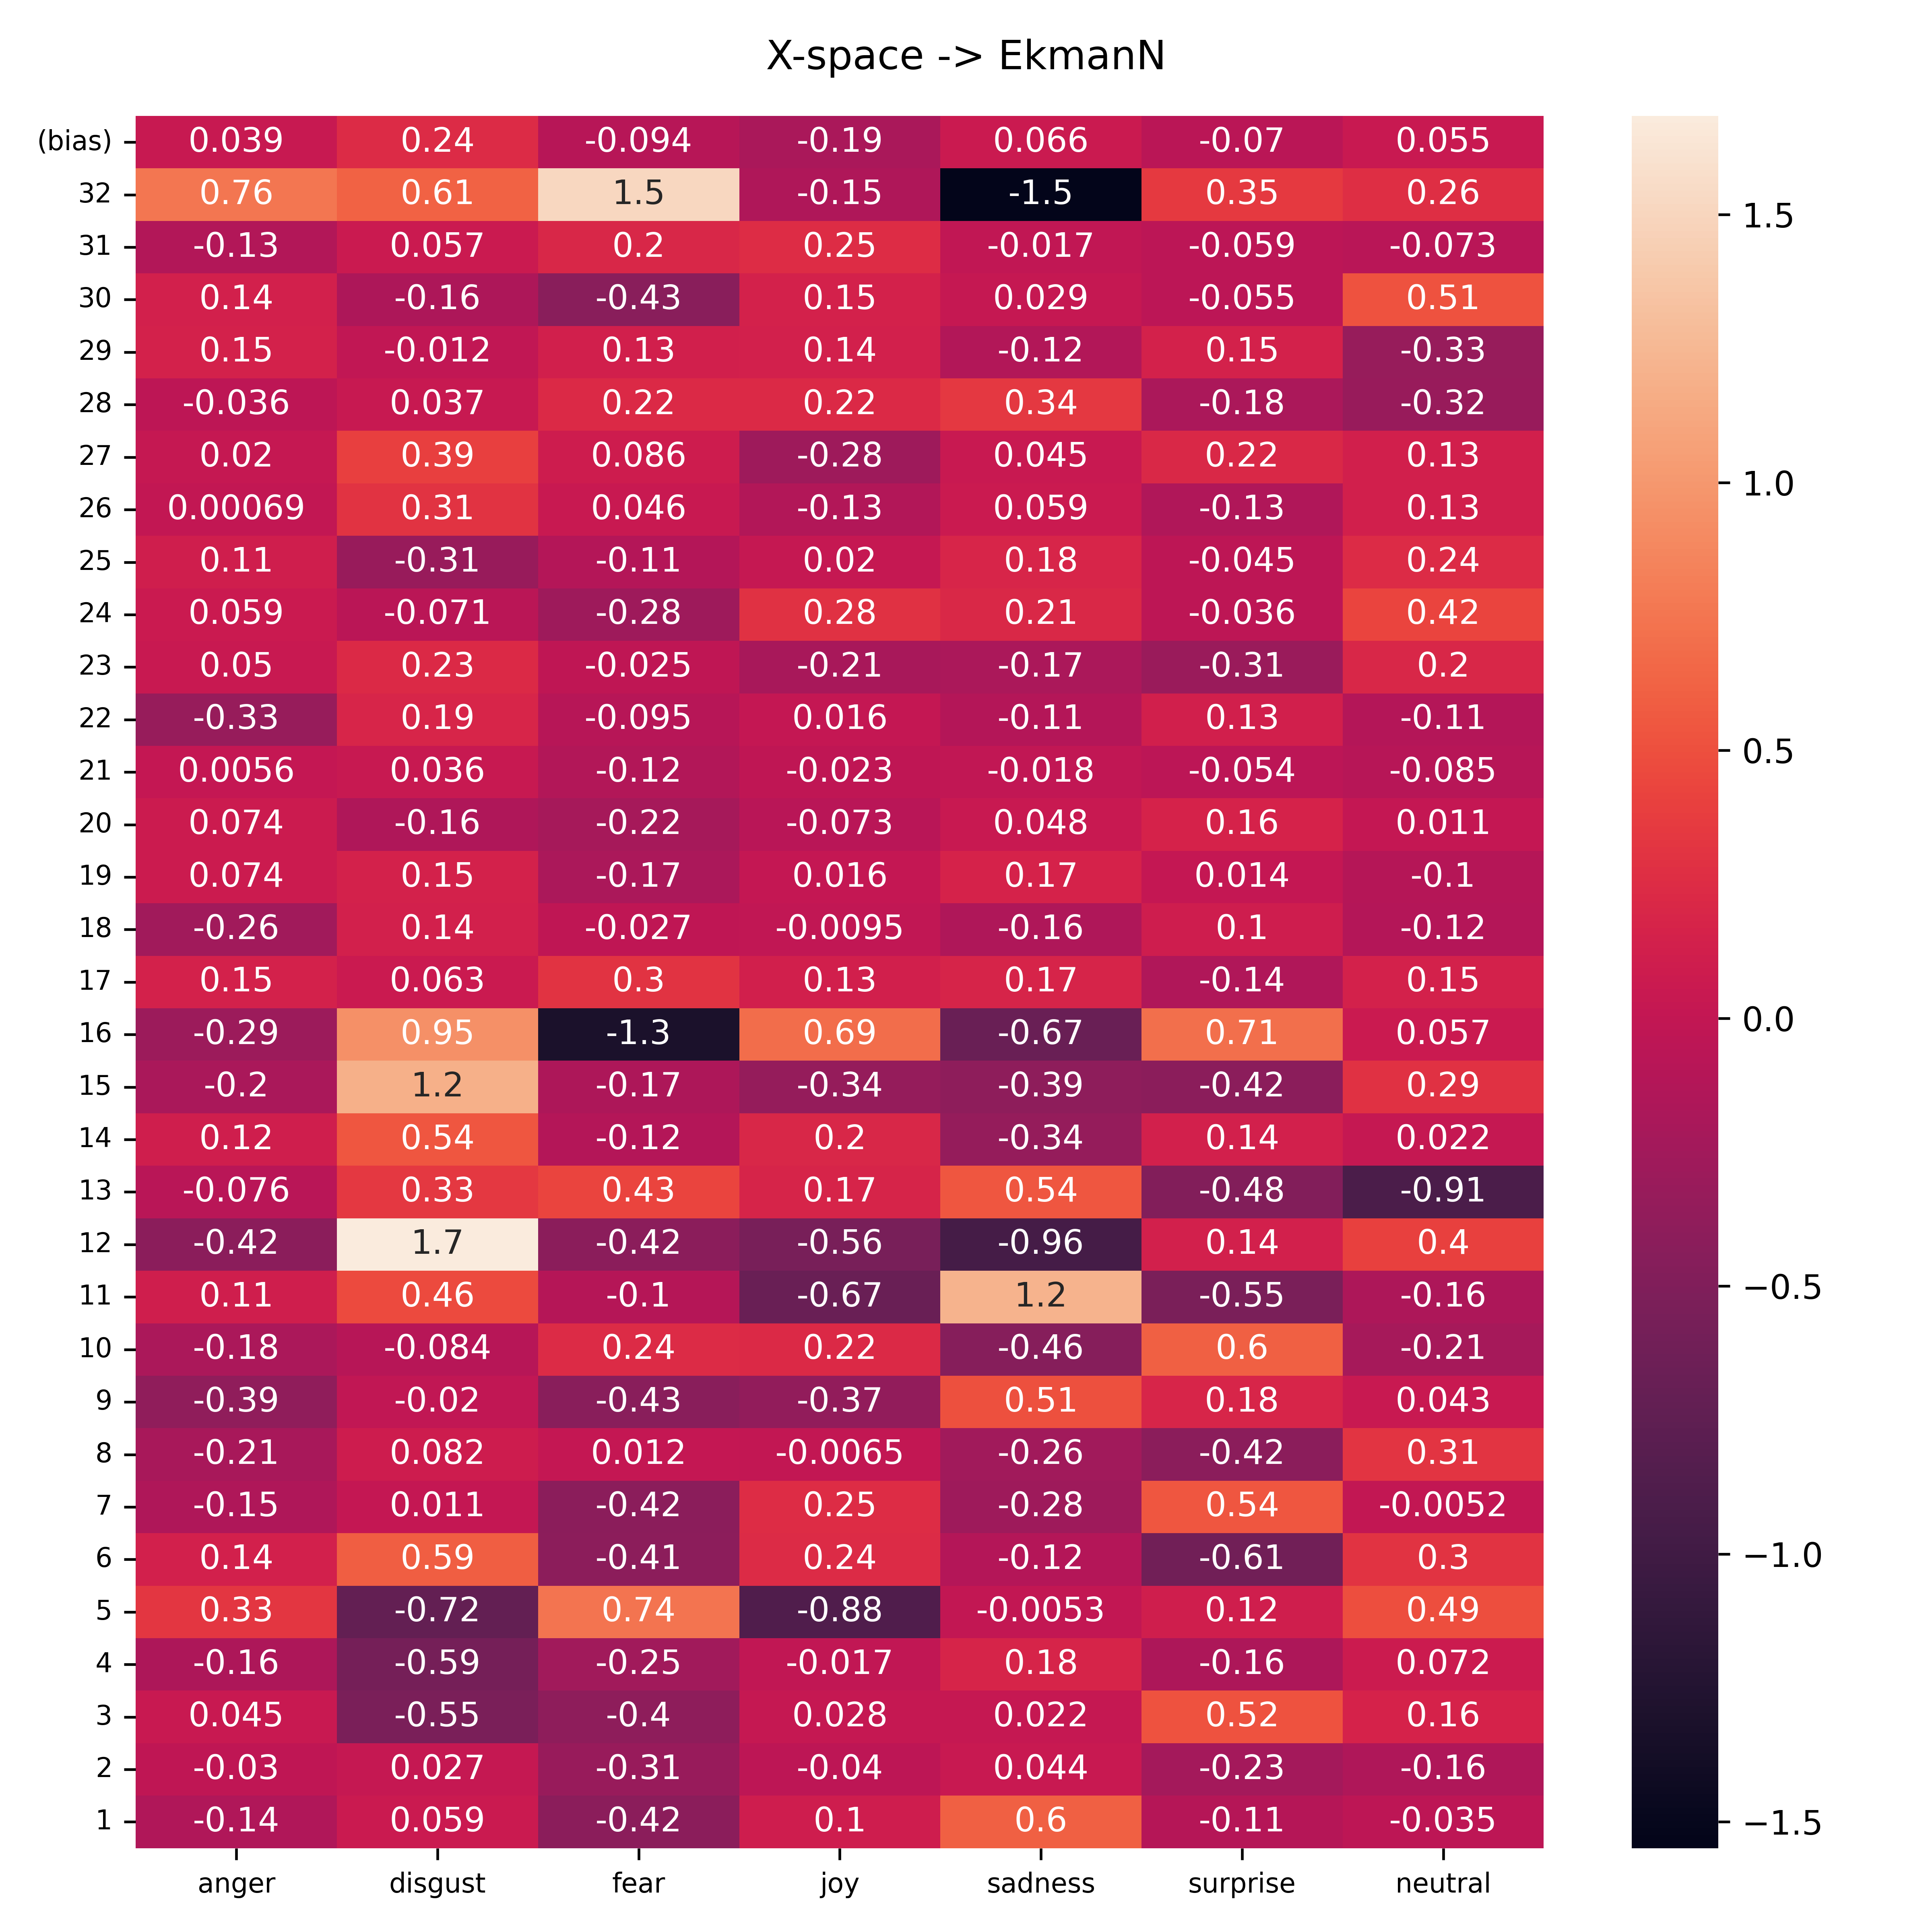 X-space -> EkmanN
(bias) 0.039 0.24 -0.094 -0.19 0.066 -0.07 0.055
32 0.76 0.61 1.5 -0.15 -1.5 0.35 0.26 1.5
31 -0.13 0.057 0.2 0.25 -0.017 -0.059 -0.073
30 0.14 -0.16 -0.43 0.15 0.029 -0.055 0.51
29 0.15 -0.012 0.13 0.14 -0.12 0.15 -0.33
28 -0.036 0.037 0.22 0.22 0.34 -0.18 -0.32
27 0.02 0.39 0.086 -0.28 0.045 0.22 0.13 1.0
26 0.00069 0.31 0.046 -0.13 0.059 -0.13 0.13
25 0.11 -0.31 -0.11 0.02 0.18 -0.045 0.24
24 0.059 -0.071 -0.28 0.28 0.21 -0.036 0.42
23 0.05 0.23 -0.025 -0.21 -0.17 -0.31 0.2
22 -0.33 0.19 -0.095 0.016 -0.11 0.13 -0.11 0.5
21 0.0056 0.036 -0.12 -0.023 -0.018 -0.054 -0.085
20 0.074 -0.16 -0.22 -0.073 0.048 0.16 0.011
19 0.074 0.15 -0.17 0.016 0.17 0.014 -0.1
18 -0.26 0.14 -0.027 -0.0095 -0.16 0.1 -0.12
17 0.15 0.063 0.3 0.13 0.17 -0.14 0.15
16 -0.29 0.95 -1.3 0.69 -0.67 0.71 0.057 0.0
15 -0.2 1.2 -0.17 -0.34 -0.39 -0.42 0.29
14 0.12 0.54 -0.12 0.2 -0.34 0.14 0.022
13 -0.076 0.33 0.43 0.17 0.54 -0.48 -0.91
12 -0.42 1.7 -0.42 -0.56 -0.96 0.14 0.4
11 0.11 0.46 -0.1 -0.67 1.2 -0.55 -0.16 −0.5
10 -0.18 -0.084 0.24 0.22 -0.46 0.6 -0.21
9 -0.39 -0.02 -0.43 -0.37 0.51 0.18 0.043
8 -0.21 0.082 0.012 -0.0065 -0.26 -0.42 0.31
7 -0.15 0.011 -0.42 0.25 -0.28 0.54 -0.0052
6 0.14 0.59 -0.41 0.24 -0.12 -0.61 0.3 −1.0
5 0.33 -0.72 0.74 -0.88 -0.0053 0.12 0.49
4 -0.16 -0.59 -0.25 -0.017 0.18 -0.16 0.072
3 0.045 -0.55 -0.4 0.028 0.022 0.52 0.16
2 -0.03 0.027 -0.31 -0.04 0.044 -0.23 -0.16
1 -0.14 0.059 -0.42 0.1 0.6 -0.11 -0.035 −1.5
anger disgust fear joy sadness surprise neutral